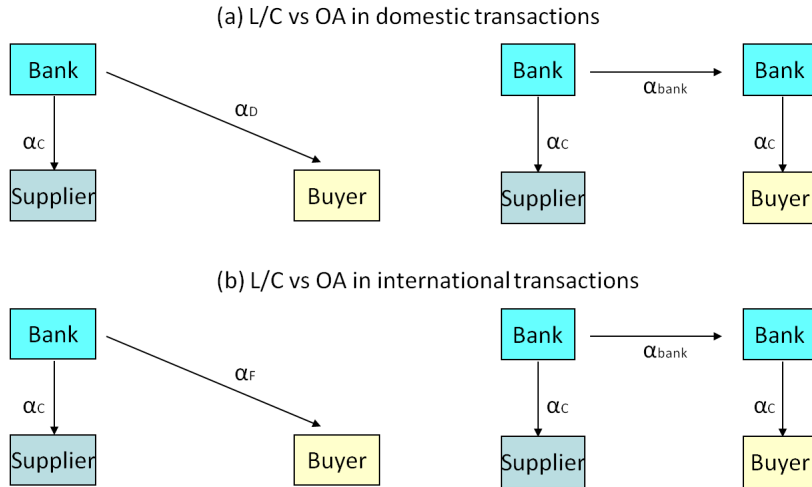 (a) L/C vs OA in domestic transactions
Bank
Bank
Bank
αD
αbank
αC
αC
αC
Supplier
Buyer
Supplier
Buyer
(b) L/C vs OA in international transactions
Bank
Bank
Bank
αF
αbank
αC
αC
αC
Supplier
Buyer
Supplier
Buyer